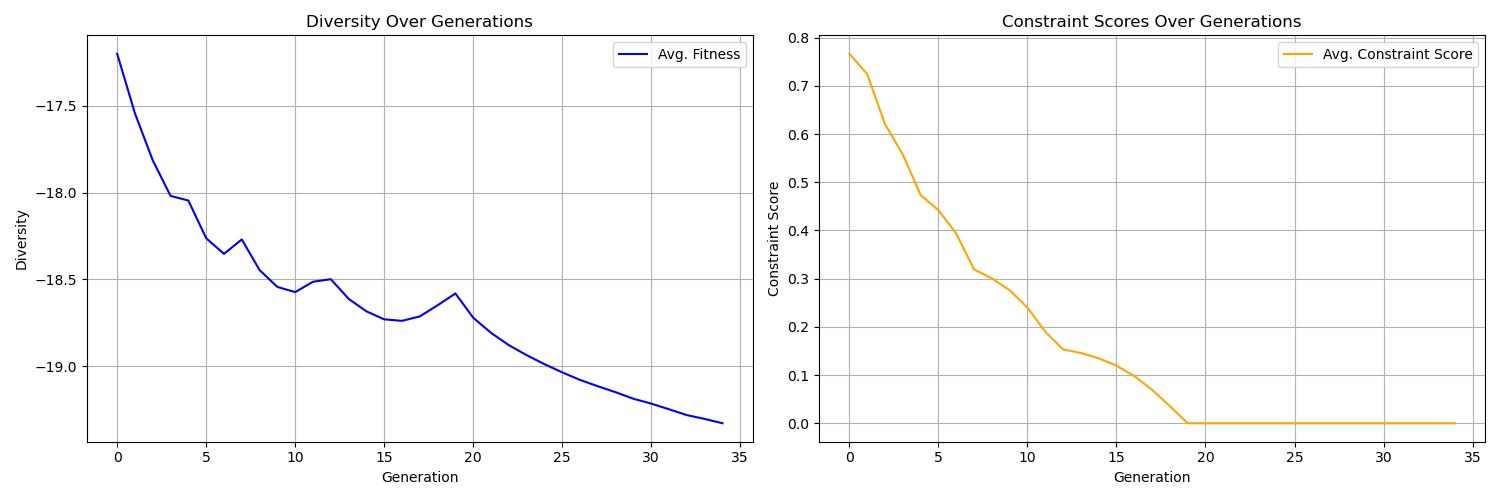 Diversity Over Generations
Avg. Fitness
Diversity
−17.5
−18.0
−18.5
−19.0
0 5 10 15 20 25 30 35
Generation
Constraint Scores Over Generations
Avg. Constraint Score
Constraint Score
0.8
0.7
0.6
0.5
0.4
0.3
0.2
0.1
0.0
0 5 10 15 20 25 30 35
Generation